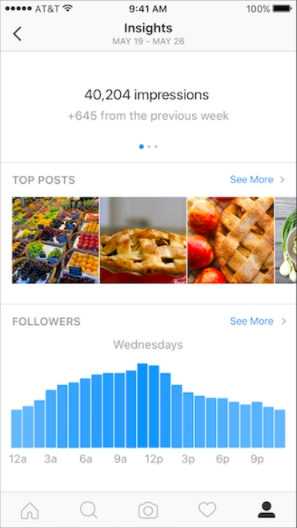 AT&T 9:41 AM 100%
Insights
MAY 19 - MAY 26
40,204 impressions
+645 from the previous week
TOP POSTS See More
FOLLOWERS See More
Wednesdays
12a 3a 6a 9a 12p 3p 6p 9p